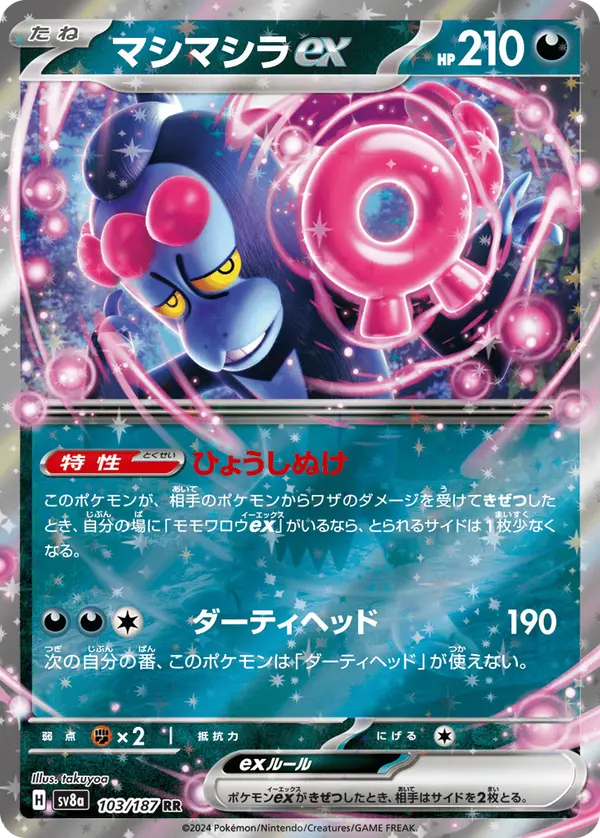 たね
マシマシラex
HP210
特性
とくせい
ひょうしぬけ
このポケモンが、相手のポケモンからワザのダメージを受けてきぜつした
とき、自分の場に「モモワロウex」がいるなら、とられるサイドは1枚少なく
なる。
ダーティヘッド 190
次の自分の番、このポケモンは「ダーティヘッド」が使えない。
弱点 ×2 抵抗力 にげる
exルール
ポケモンexがきぜつしたとき、相手はサイドを2枚とる。
Illus. takuyoa
H sv8a 103/187 RR
©2024 Pokémon/Nintendo/Creatures/GAME FREAK.